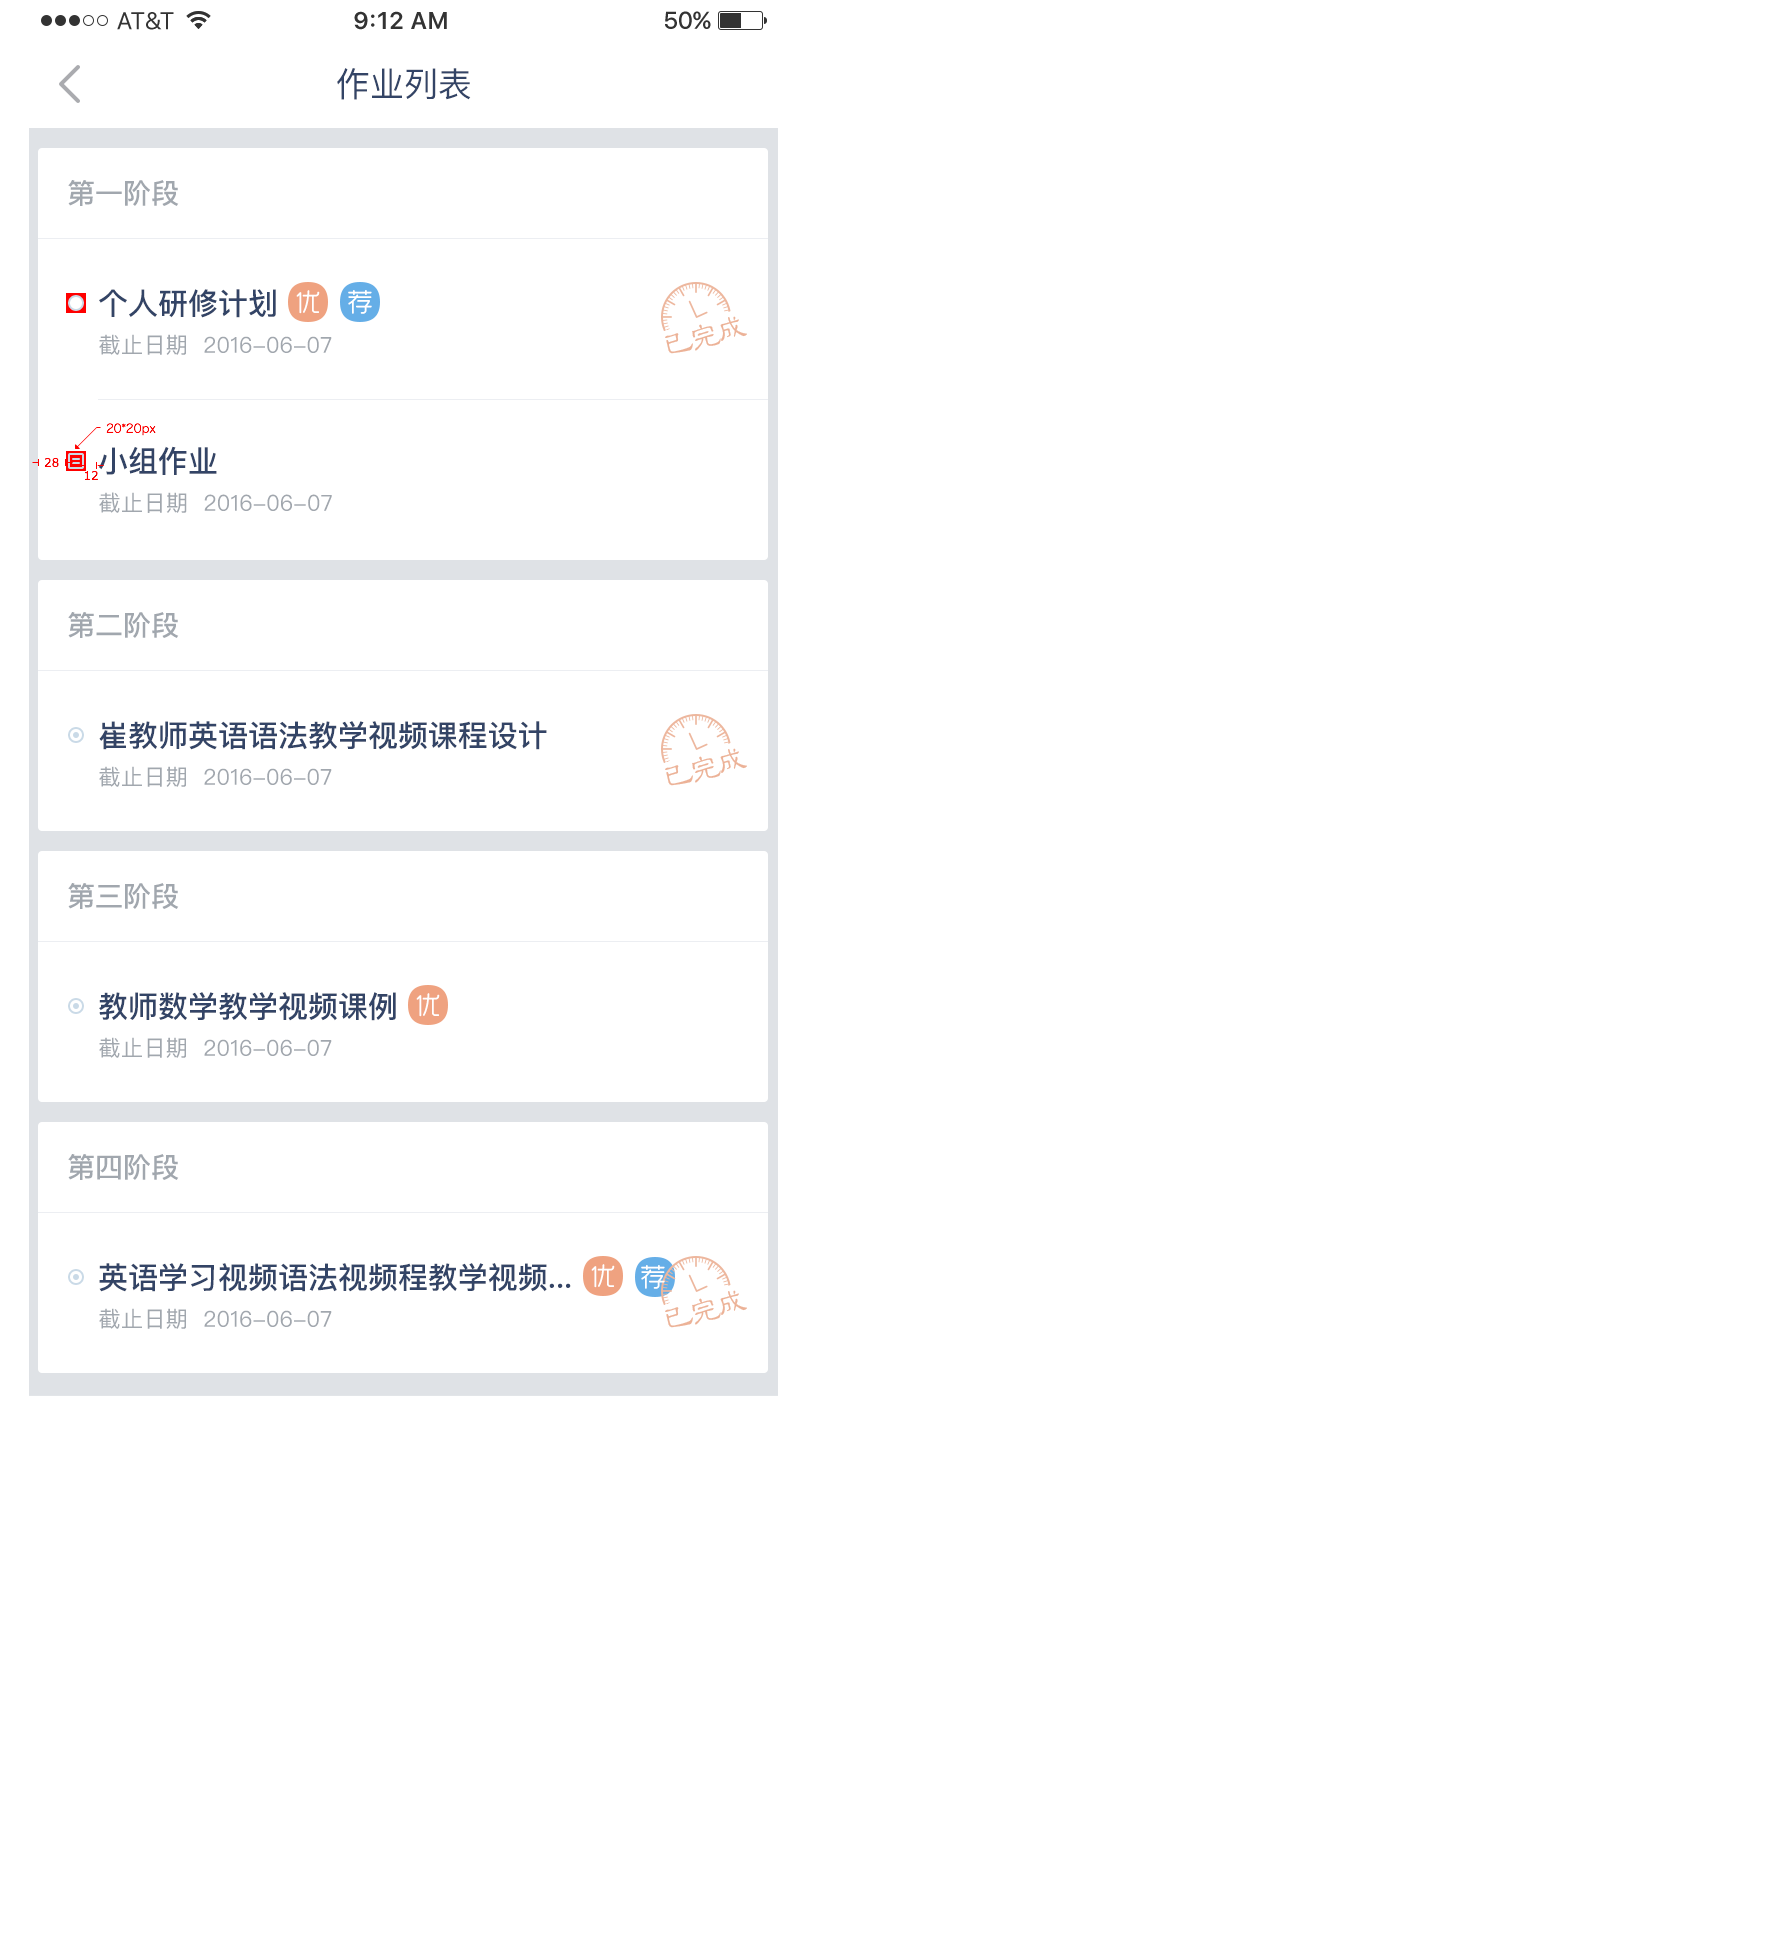 AT&T 9:12 AM 50%
作业列表
第一阶段
个人研修计划 优 荐
截止日期 2016-06-07
已完成
20*20px
28 12 小组作业
截止日期 2016-06-07
第二阶段
崔教师英语语法教学视频课程设计
截止日期 2016-06-07
已完成
第三阶段
教师数学教学视频课例 优
截止日期 2016-06-07
第四阶段
英语学习视频语法视频程教学视频... 优 荐
截止日期 2016-06-07
已完成